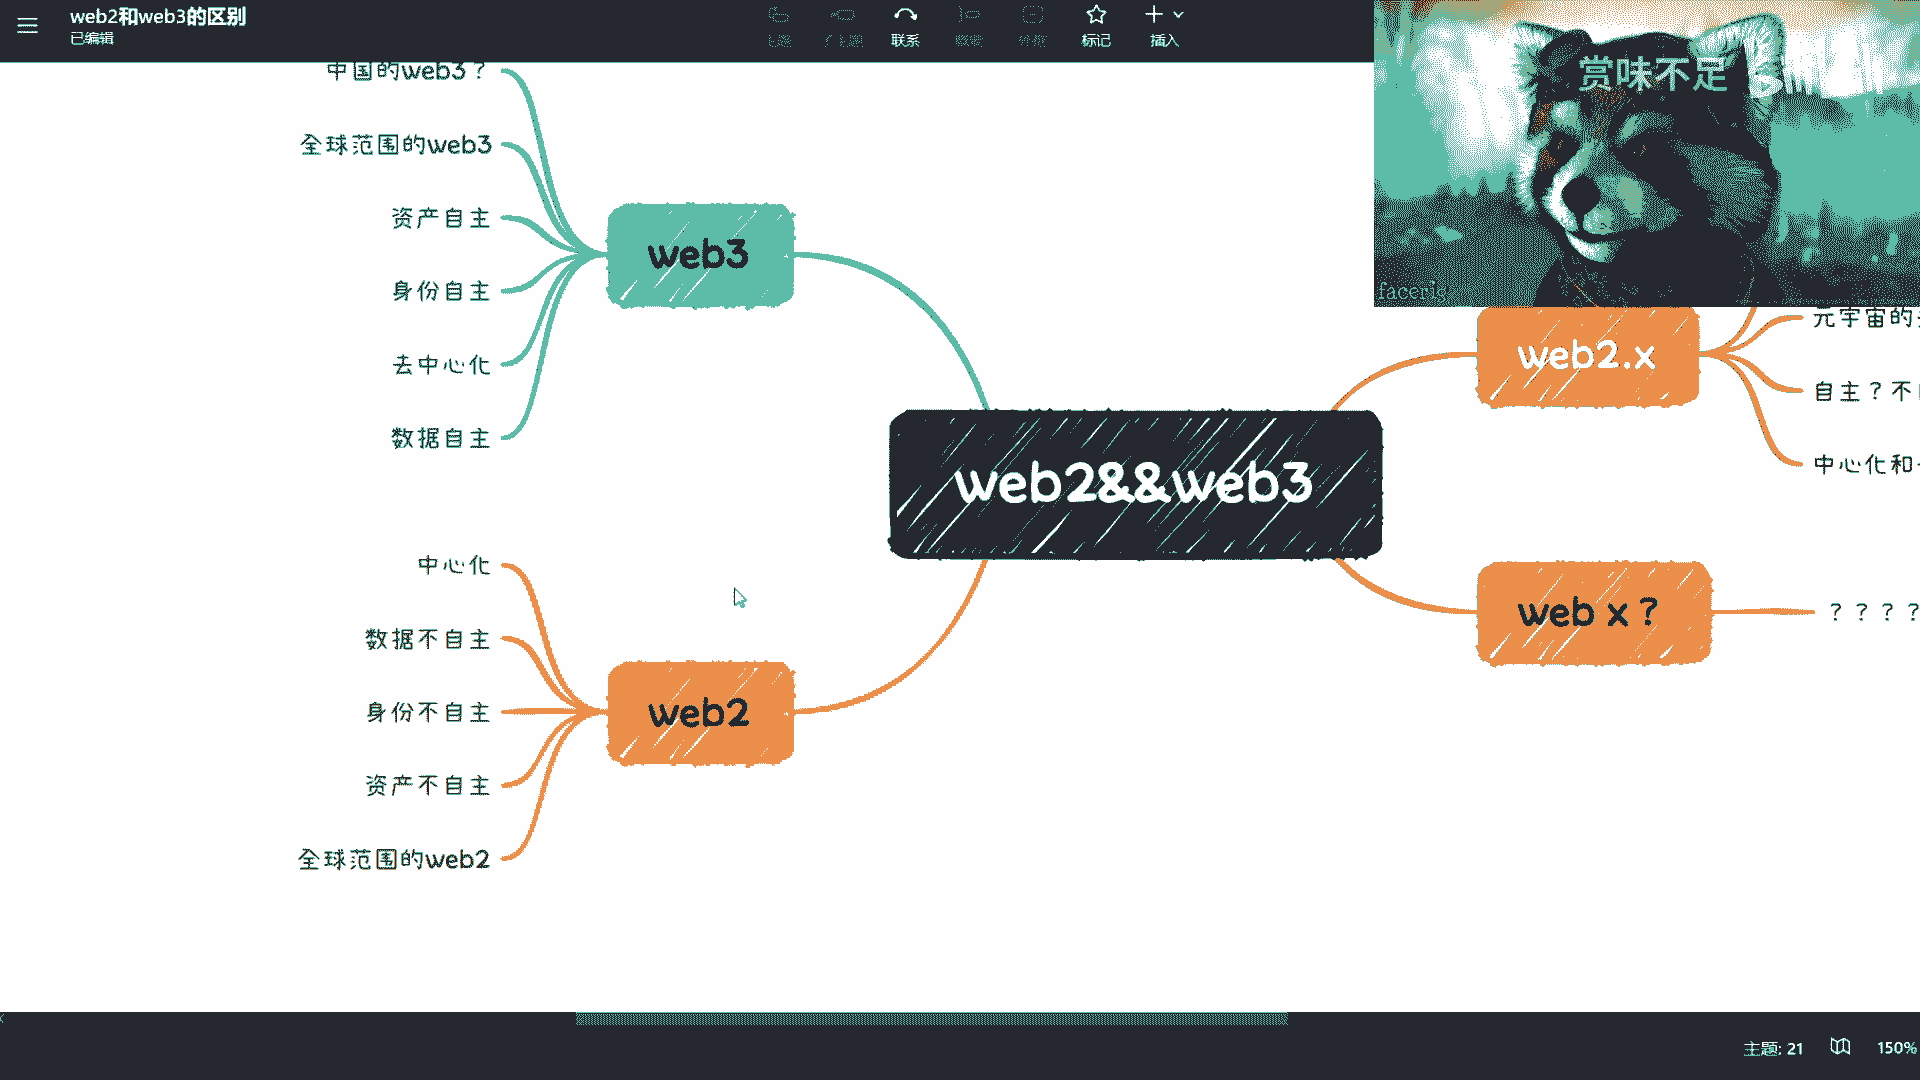 web2和web3的区别
已编辑
联系
标记
插入
赏味不足
facerig
中国的web3？
全球范围的web3
资产自主
身份自主
去中心化
数据自主
web3
web2&&web3
中心化
数据不自主
身份不自主
资产不自主
全球范围的web2
web2
web2.x
元宇宙的
自主？不
中心化和
web x？
？？？？
主题: 21
150%